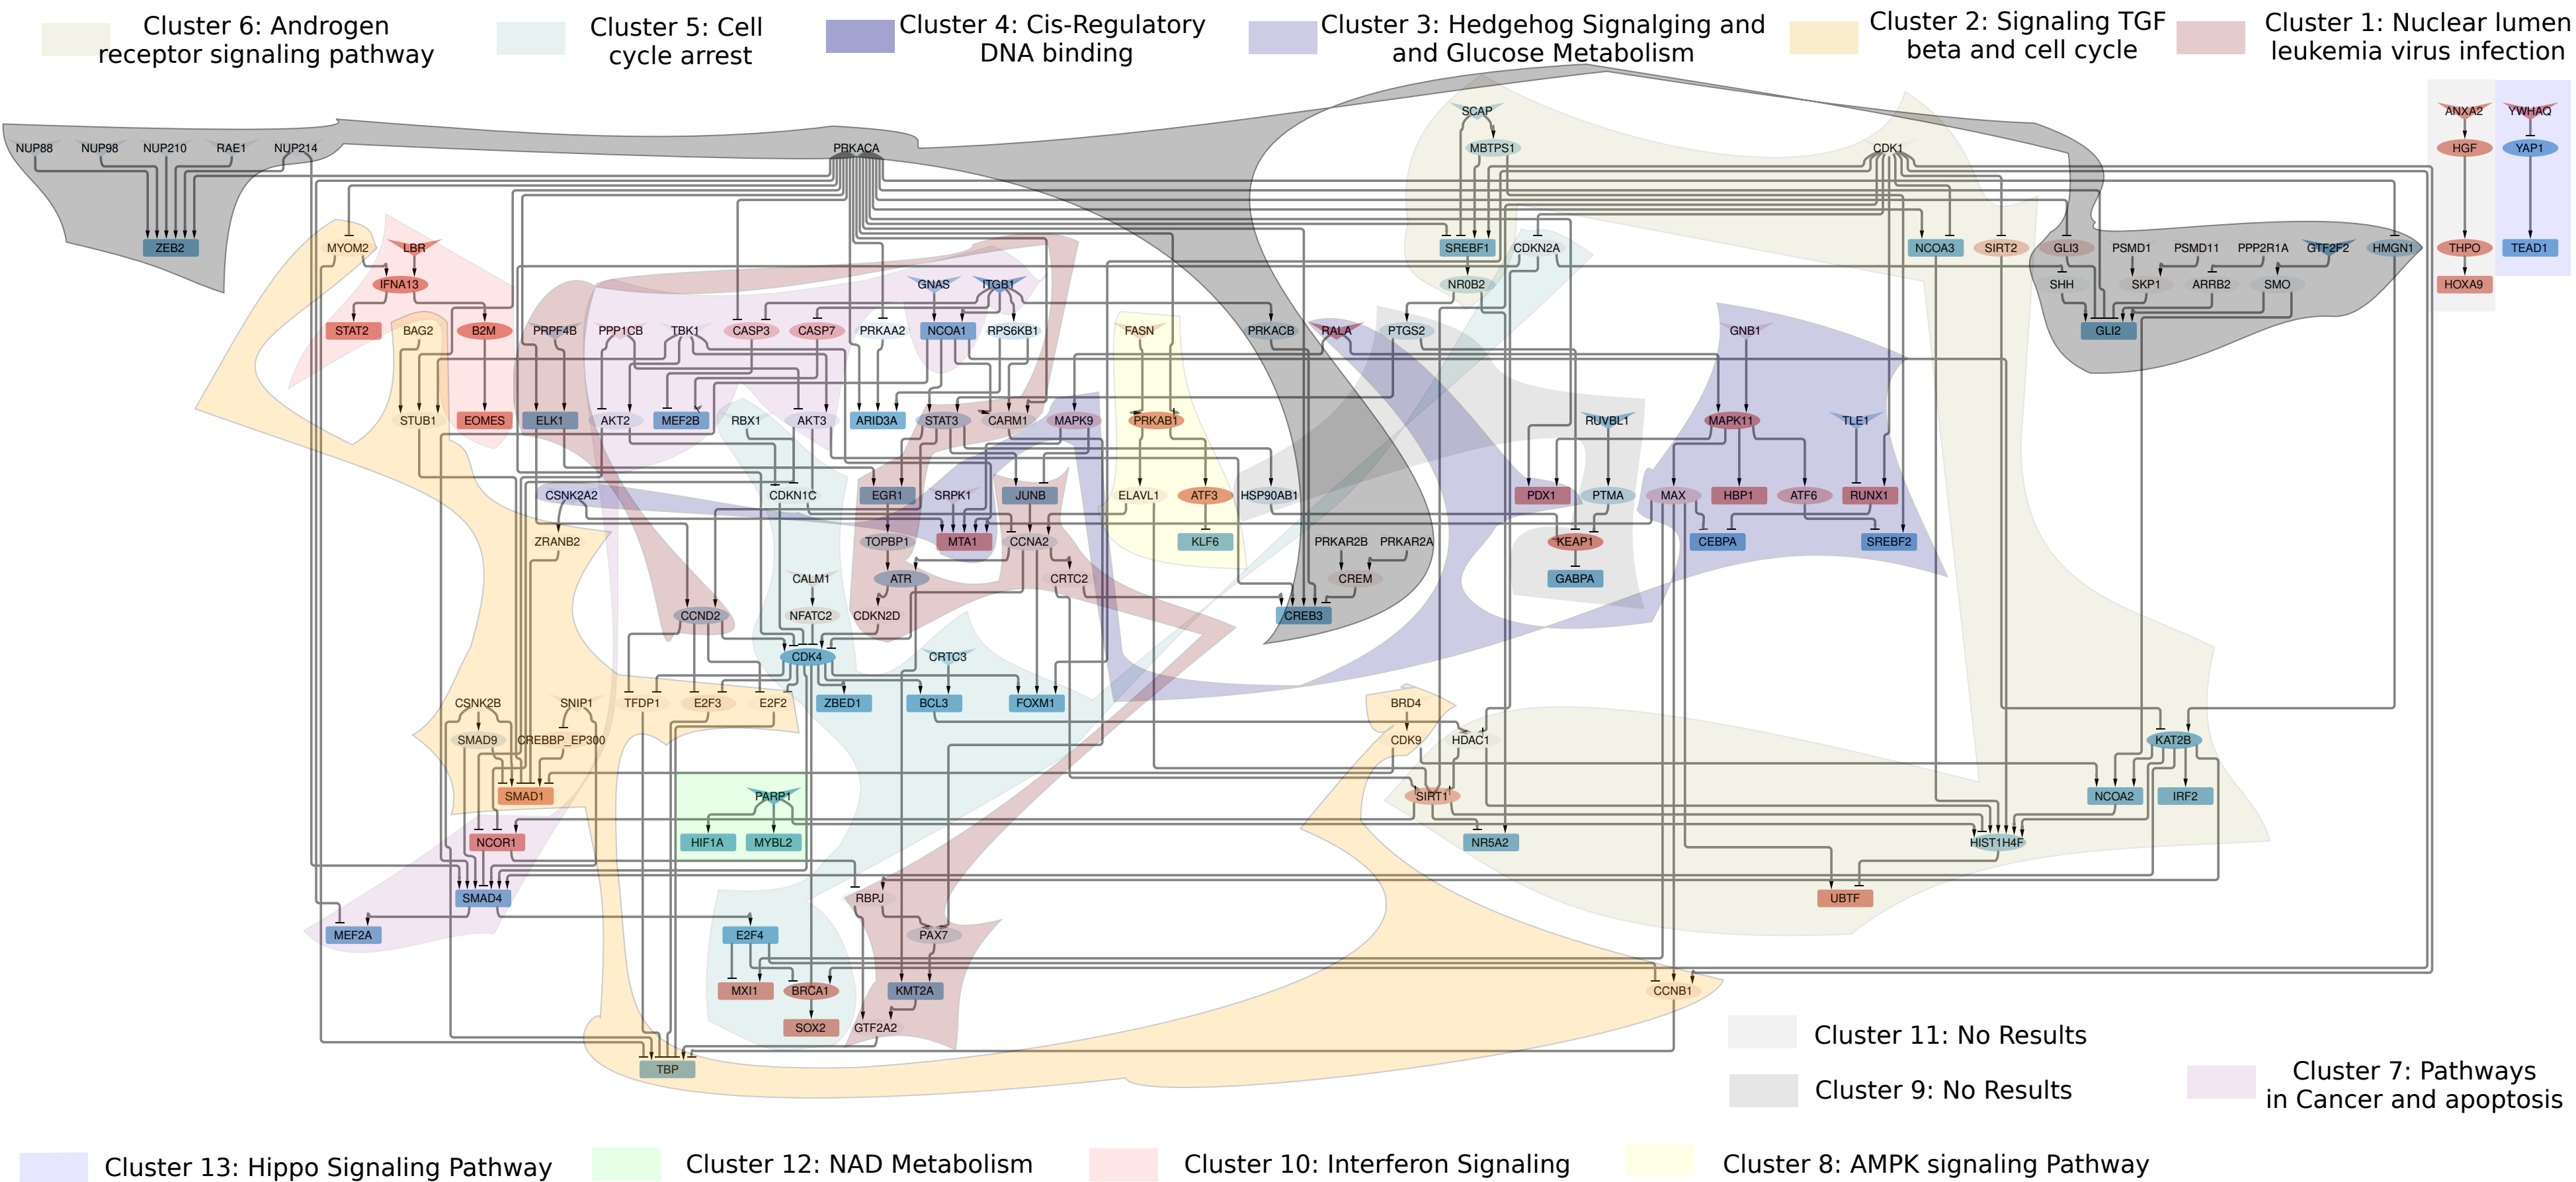 Cluster 6: Androgen
receptor signaling pathway
Cluster 5: Cell
cycle arrest
Cluster 4: Cis-Regulatory
DNA binding
Cluster 3: Hedgehog Signalging and
and Glucose Metabolism
Cluster 2: Signaling TGF
beta and cell cycle
Cluster 1: Nuclear lumen
leukemia virus infection
SCAP
ANXA2
YWHAQ
NUP88
NUP98
NUP210
RAE1
NUP214
PRKACA
MBTPS1
CDK1
HGF
YAP1
ZEB2
MYOM2
LBR
SREBF1
CDKN2A
NCOA3
SIRT2
GLI3
PSMD1
PSMD11
PPP2R1A
GTF2F2
HMGN1
THPO
TEAD1
IFNA13
GNAS
ITGB1
NR0B2
SHH
SKP1
ARRB2
SMO
HOXA9
STAT2
BAG2
B2M
PRPF4B
PPP1CB
TBK1
CASP3
CASP7
PRKAA2
NCOA1
RPS6KB1
FASN
PRKACB
RALA
PTGS2
GNB1
GLI2
STUB1
EOMES
ELK1
AKT2
MEF2B
RBX1
AKT3
ARID3A
STAT3
CARM1
MAPK9
PRKAB1
RUVBL1
MAPK11
TLE1
CSNK2A2
CDKN1C
EGR1
SRPK1
JUNB
ELAVL1
ATF3
HSP90AB1
PDX1
PTMA
MAX
HBP1
ATF6
RUNX1
ZRANB2
TOPBP1
MTA1
CCNA2
KLF6
PRKAR2B
PRKAR2A
KEAP1
CEBPA
SREBF2
CALM1
ATR
CRTC2
CREM
GABPA
CCND2
NFATC2
CDKN2D
CREB3
CDK4
CRTC3
CSNK2B
SNIP1
TFDP1
E2F3
E2F2
ZBED1
BCL3
FOXM1
BRD4
SMAD9
CREBBP_EP300
CDK9
HDAC1
KAT2B
SMAD1
PARP1
SIRT1
NCOA2
IRF2
NCOR1
HIF1A
MYBL2
NR5A2
HIST1H4F
SMAD4
RBPJ
UBTF
MEF2A
E2F4
PAX7
MXI1
BRCA1
KMT2A
CCNB1
SOX2
GTF2A2
TBP
Cluster 11: No Results
Cluster 9: No Results
Cluster 7: Pathways
in Cancer and apoptosis
Cluster 13: Hippo Signaling Pathway
Cluster 12: NAD Metabolism
Cluster 10: Interferon Signaling
Cluster 8: AMPK signaling Pathway